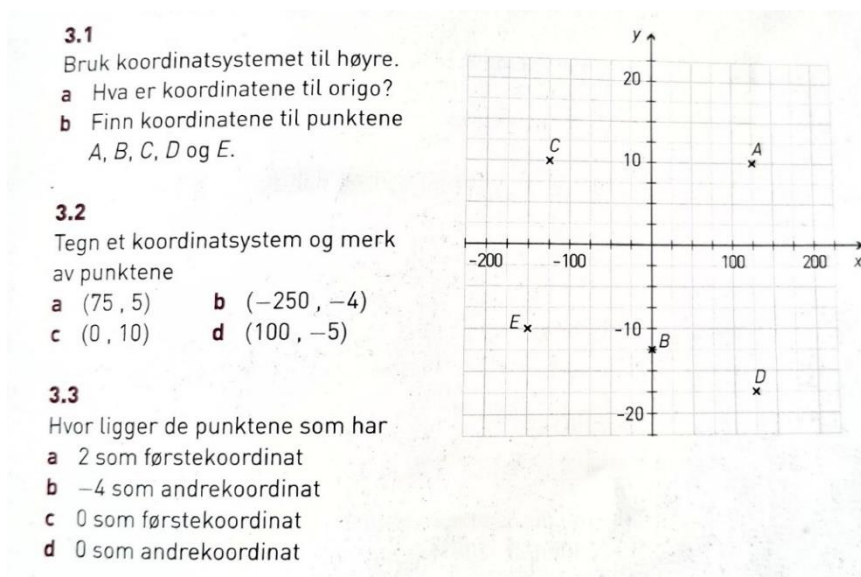 3.1
Bruk koordinatsystemet til høyre.
a Hva er koordinatene til origo?
b Finn koordinatene til punktene
A, B, C, D og E.
3.2
Tegn et koordinatsystem og merk
av punktene
a (75 , 5) b (−250 , −4)
c (0 , 10) d (100 , −5)
3.3
Hvor ligger de punktene som har
a 2 som førstekoordinat
b −4 som andrekoordinat
c 0 som førstekoordinat
d 0 som andrekoordinat
y
20
C
10
A
-200 -100 100 200 x
E
-10
B
D
-20